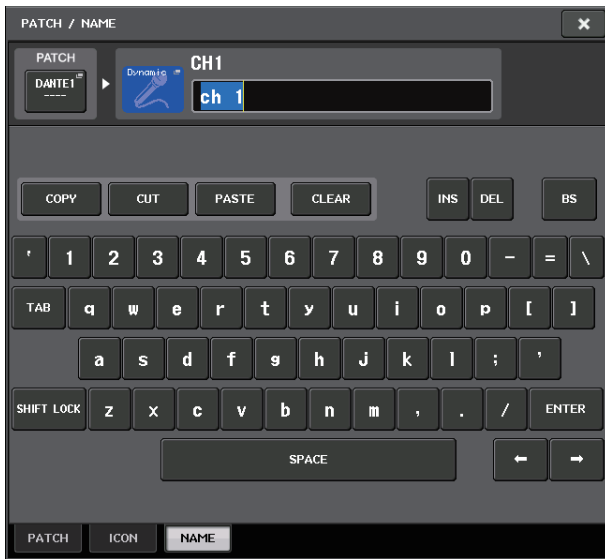 PATCH / NAME
PATCH
DANTE1
----
Dynamic
CH1
ch 1
COPY CUT PASTE CLEAR INS DEL BS
' 1 2 3 4 5 6 7 8 9 0 - = \
TAB q w e r t y u i o p [ ]
a s d f g h j k l ; '
SHIFT LOCK z x c v b n m , . / ENTER
SPACE ← →
PATCH ICON NAME